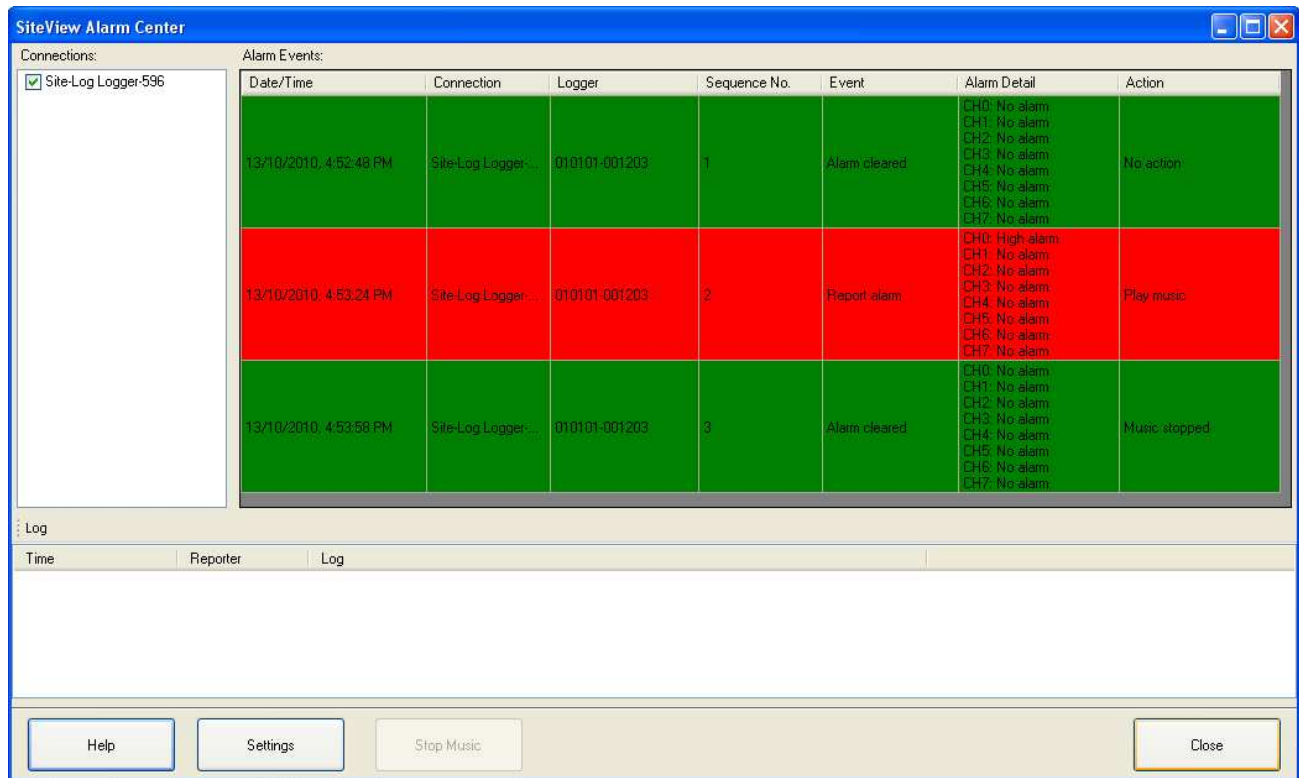 SiteView Alarm Center
Connections:
Alarm Events:
Site-Log Logger-596
Date/Time Connection Logger Sequence No. Event Alarm Detail Action
13/10/2010, 4:52:48 PM Site-Log Logger-... 010101-001203 1 Alarm cleared
CH0: No alarm
CH1: No alarm
CH2: No alarm
CH3: No alarm
CH4: No alarm
CH5: No alarm
CH6: No alarm
CH7: No alarm
No action
13/10/2010, 4:53:24 PM Site-Log Logger-... 010101-001203 2 Report alarm
CH0: High alarm
CH1: No alarm
CH2: No alarm
CH3: No alarm
CH4: No alarm
CH5: No alarm
CH6: No alarm
CH7: No alarm
Play music
13/10/2010, 4:53:58 PM Site-Log Logger-... 010101-001203 3 Alarm cleared
CH0: No alarm
CH1: No alarm
CH2: No alarm
CH3: No alarm
CH4: No alarm
CH5: No alarm
CH6: No alarm
CH7: No alarm
Music stopped
Log
Time Reporter Log
Help Settings Stop Music Close